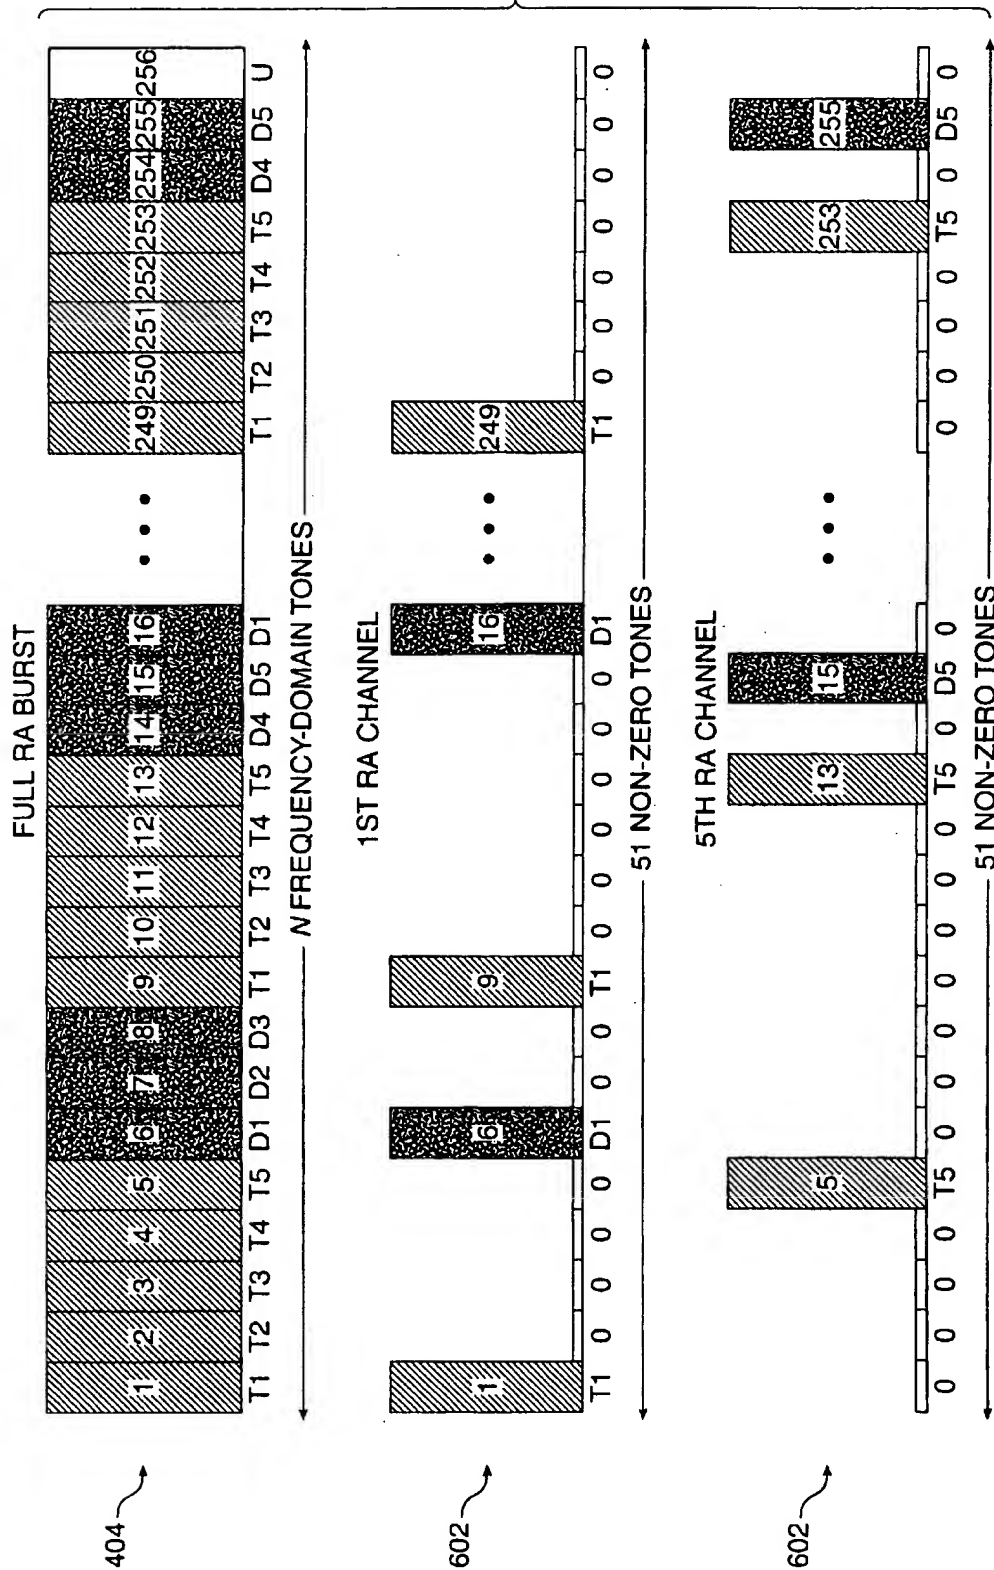 FULL RA BURST
404
1 2 3 4 5 6 7 8 9 10 11 12 13 14 15 16 ••• 249 250 251 252 253 254 255 256
T1 T2 T3 T4 T5 D1 D2 D3 T1 T2 T3 T4 T5 D4 D5 D1 T1 T2 T3 T4 T5 D4 D5 U
N FREQUENCY-DOMAIN TONES
1ST RA CHANNEL
602
1 6 9 16 ••• 249
T1 0 0 0 0 D1 0 0 T1 0 0 0 0 0 0 D1 T1 0 0 0 0 0 0 0
51 NON-ZERO TONES
5TH RA CHANNEL
602
5 13 15 ••• 253 255
0 0 0 0 T5 0 0 0 0 0 0 0 T5 0 D5 0 0 0 0 0 T5 0 D5 0
51 NON-ZERO TONES